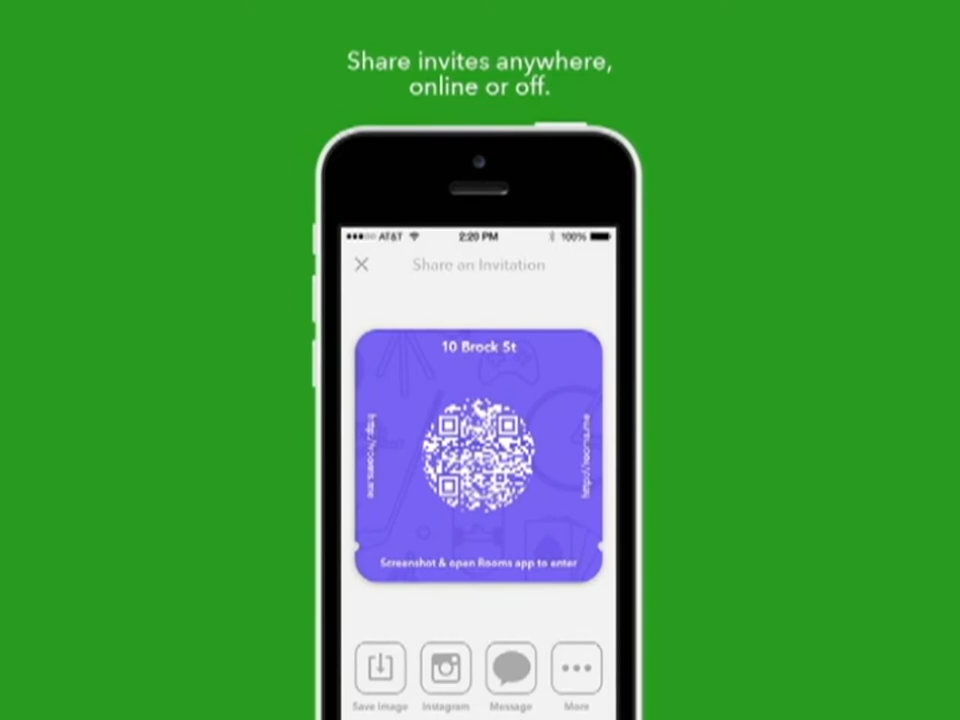 Share invites anywhere,
online or off.
AT&T 2:20 PM 100%
Share an Invitation
10 Brock St
http://rooms.me
http://rooms.me
Screenshot & open Rooms app to enter
Save Image Instagram Message More